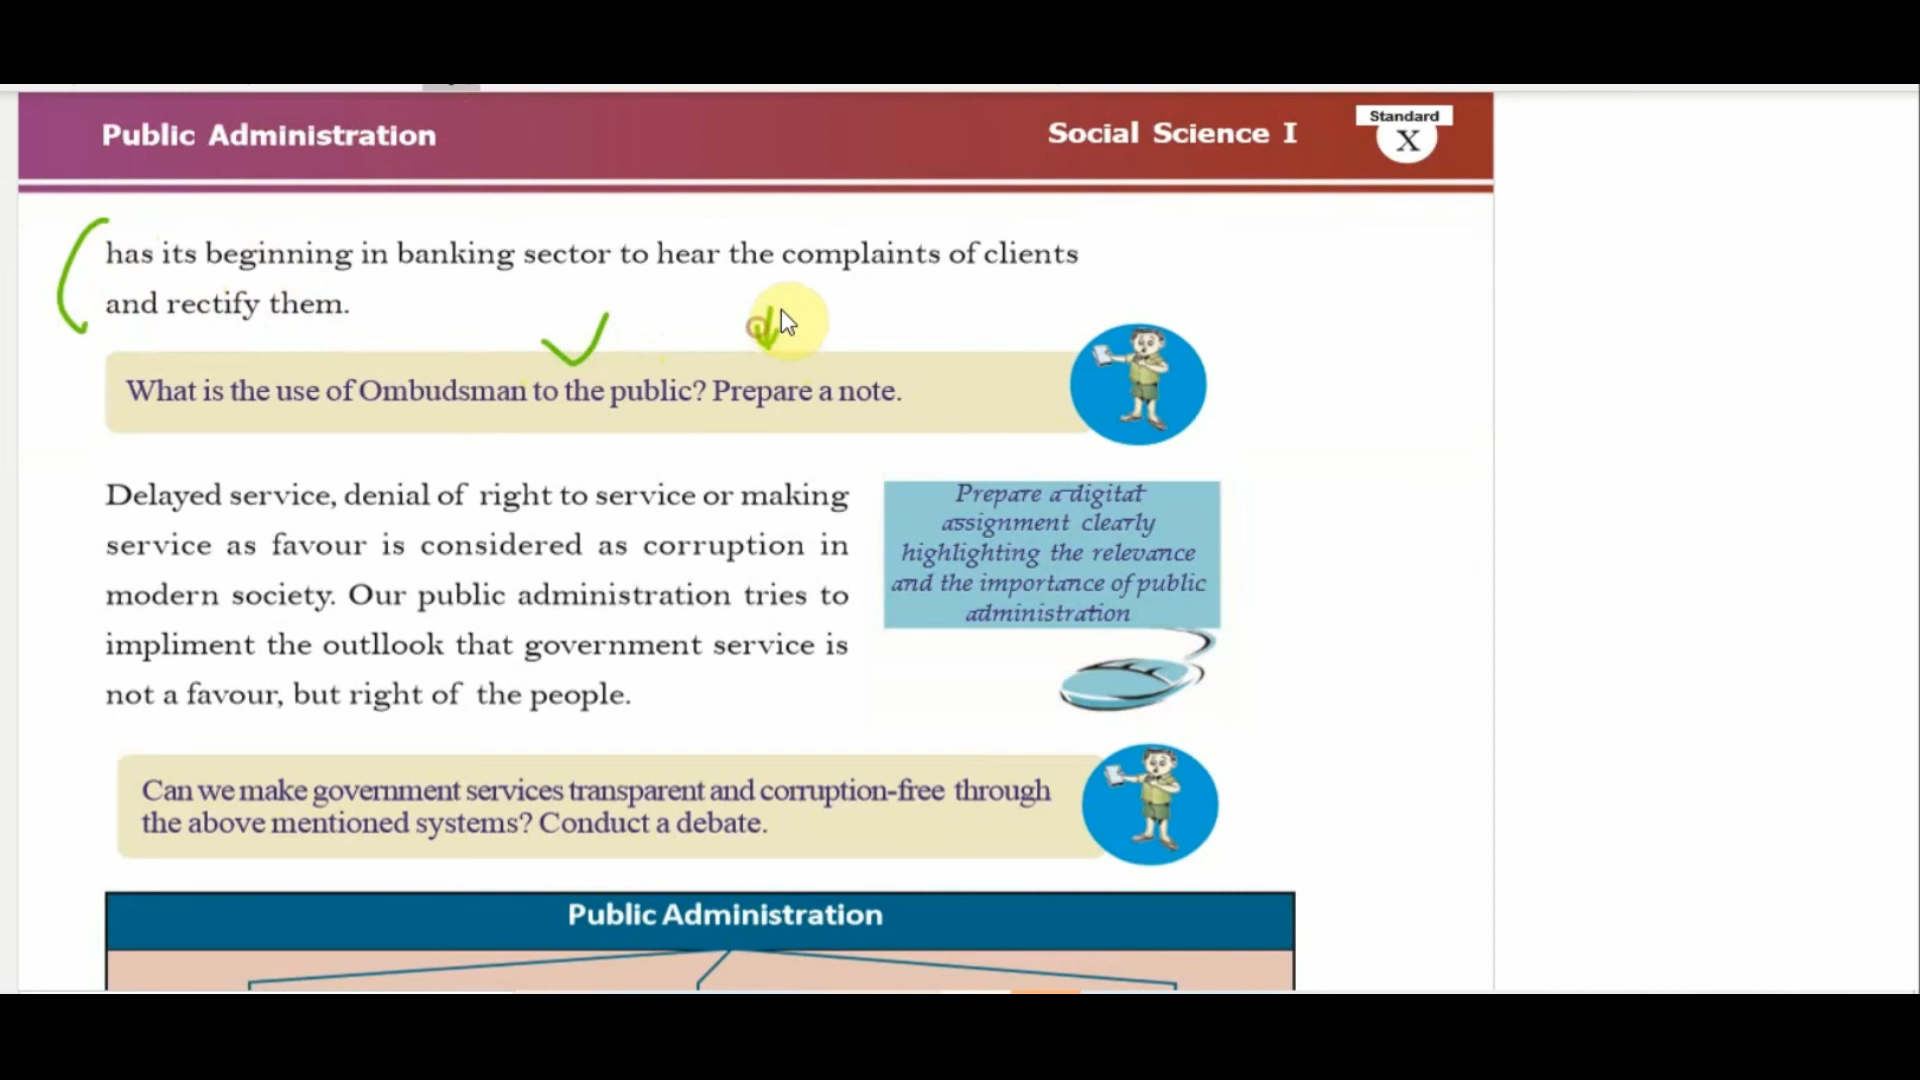 Public Administration
Social Science I
Standard
X
has its beginning in banking sector to hear the complaints of clients
and rectify them.
What is the use of Ombudsman to the public? Prepare a note.
Delayed service, denial of right to service or making
service as favour is considered as corruption in
modern society. Our public administration tries to
impliment the outllook that government service is
not a favour, but right of the people.
Prepare a digital
assignment clearly
highlighting the relevance
and the importance of public
administration
Can we make government services transparent and corruption-free through
the above mentioned systems? Conduct a debate.
Public Administration